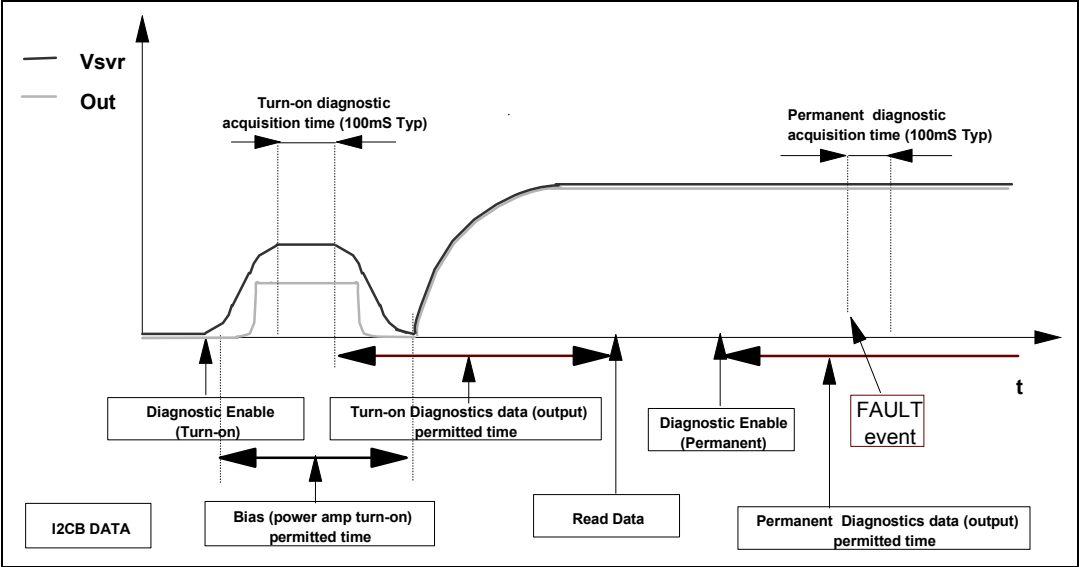 Vsvr
Out
Turn-on diagnostic
acquisition time (100mS Typ)
Permanent diagnostic
acquisition time (100mS Typ)
t
Diagnostic Enable
(Turn-on)
Turn-on Diagnostics data (output)
permitted time
Diagnostic Enable
(Permanent)
FAULT
event
I2CB DATA
Bias (power amp turn-on)
permitted time
Read Data
Permanent Diagnostics data (output)
permitted time